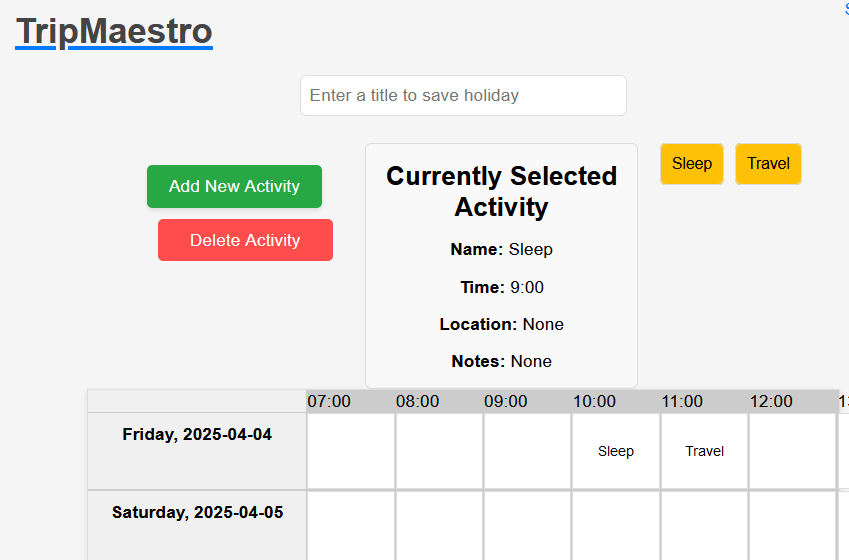 TripMaestro
Enter a title to save holiday
Add New Activity
Delete Activity
Currently Selected
Activity
Name: Sleep
Time: 9:00
Location: None
Notes: None
Sleep Travel
07:00 08:00 09:00 10:00 11:00 12:00
Friday, 2025-04-04 Sleep Travel
Saturday, 2025-04-05